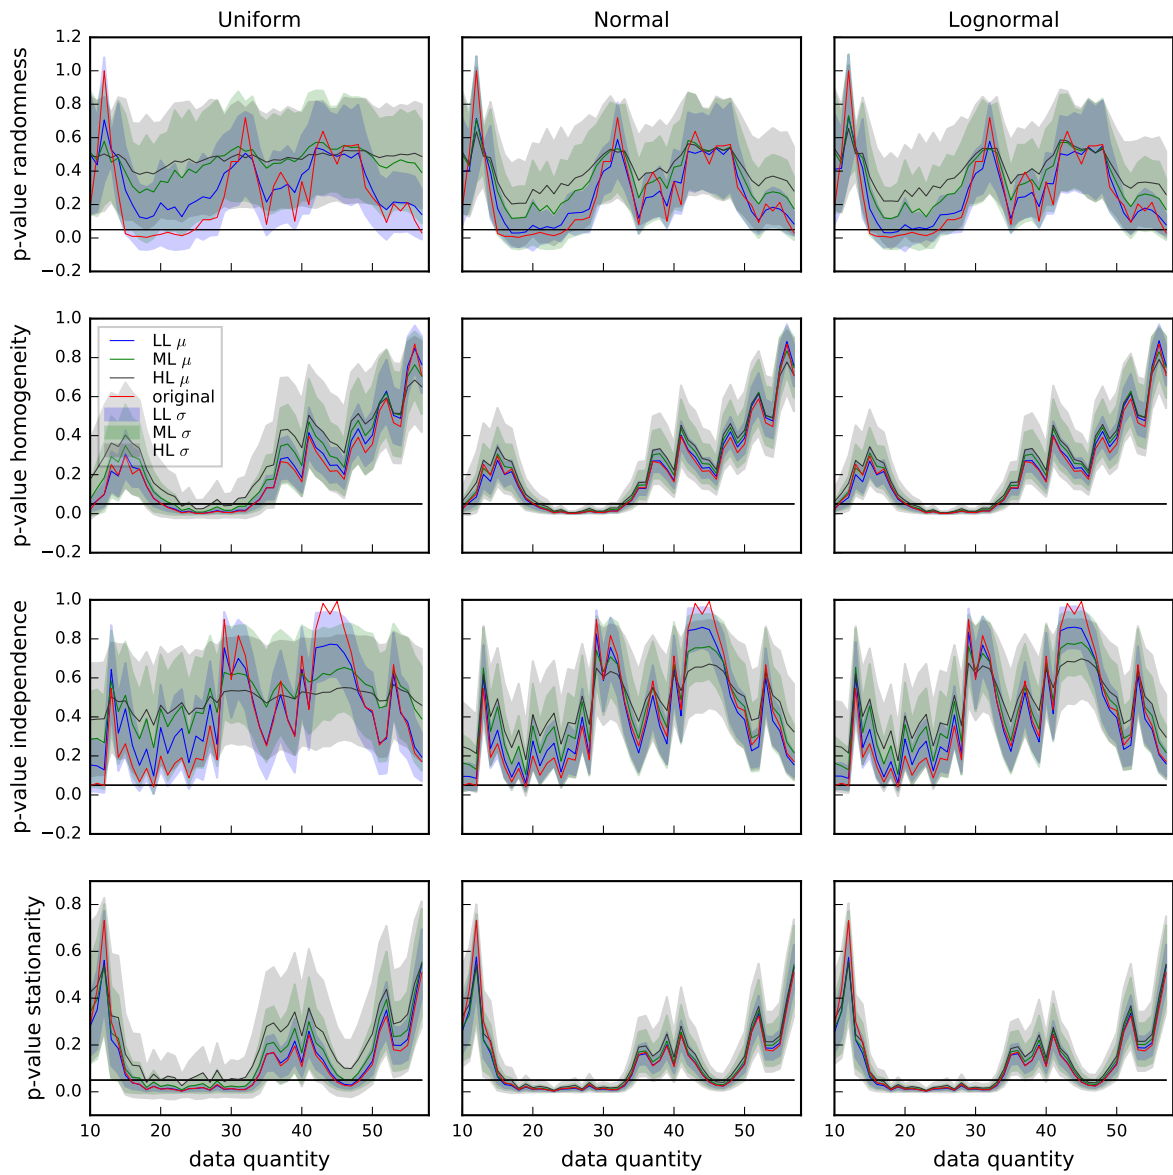 Uniform Normal Lognormal
p-value randomness
1.2
1.0
0.8
0.6
0.4
0.2
0.0
−0.2
p-value homogeneity
1.0
0.8
0.6
0.4
0.2
0.0
−0.2
LL μ
ML μ
HL μ
original
LL σ
ML σ
HL σ
p-value independence
1.0
0.8
0.6
0.4
0.2
0.0
−0.2
p-value stationarity
0.8
0.6
0.4
0.2
0.0
10 20 30 40 50 10 20 30 40 50 10 20 30 40 50
data quantity data quantity data quantity